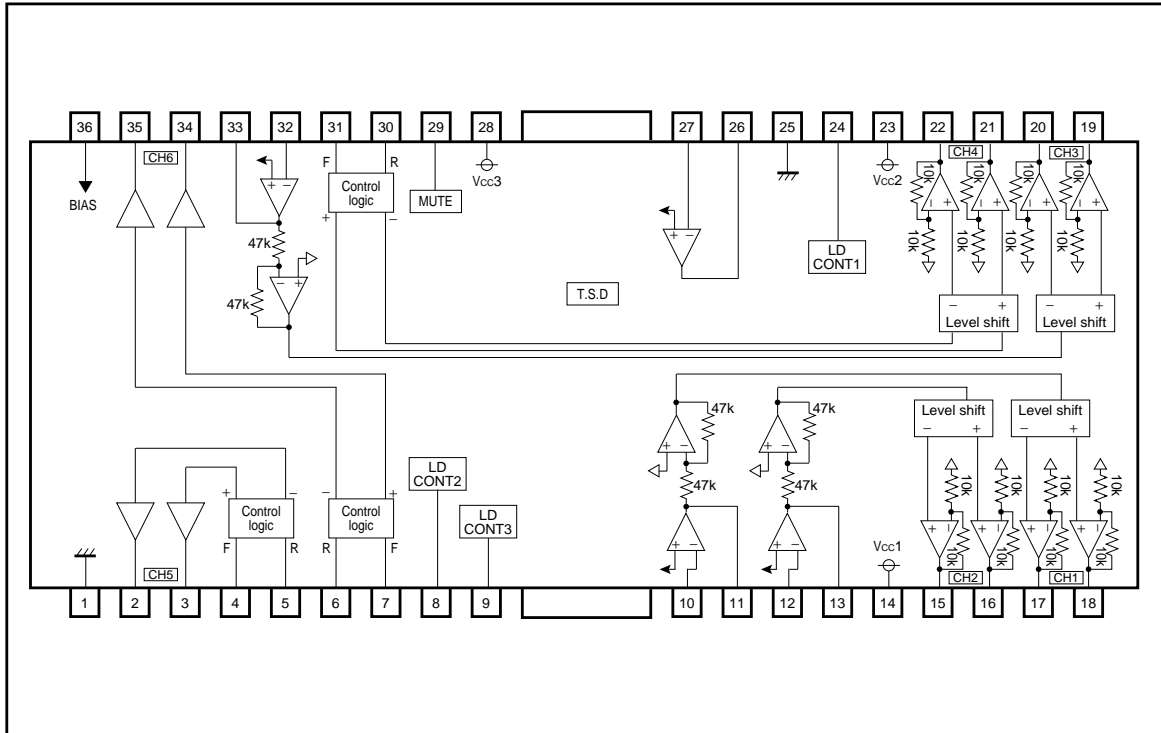 36 35 34 33 32 31 30 29 28 27 26 25 24 23 22 21 20 19
CH6 CH4 CH3
BIAS
F R
Control logic
+ −
MUTE
Vcc3
Vcc2
+ −
47k
− +
47k
+ −
LD CONT1
T.S.D
10k 10k 10k 10k
− + − + − + − +
10k 10k 10k 10k
− + − +
Level shift Level shift
47k 47k
+ − + −
47k 47k
+ − + −
Level shift Level shift
− + − +
LD CONT2
LD CONT3
+ − − +
Control logic Control logic
F R R F
Vcc1
10k 10k 10k 10k
+ − + − + − + −
10k 10k 10k 10k
CH5 CH2 CH1
1 2 3 4 5 6 7 8 9 10 11 12 13 14 15 16 17 18